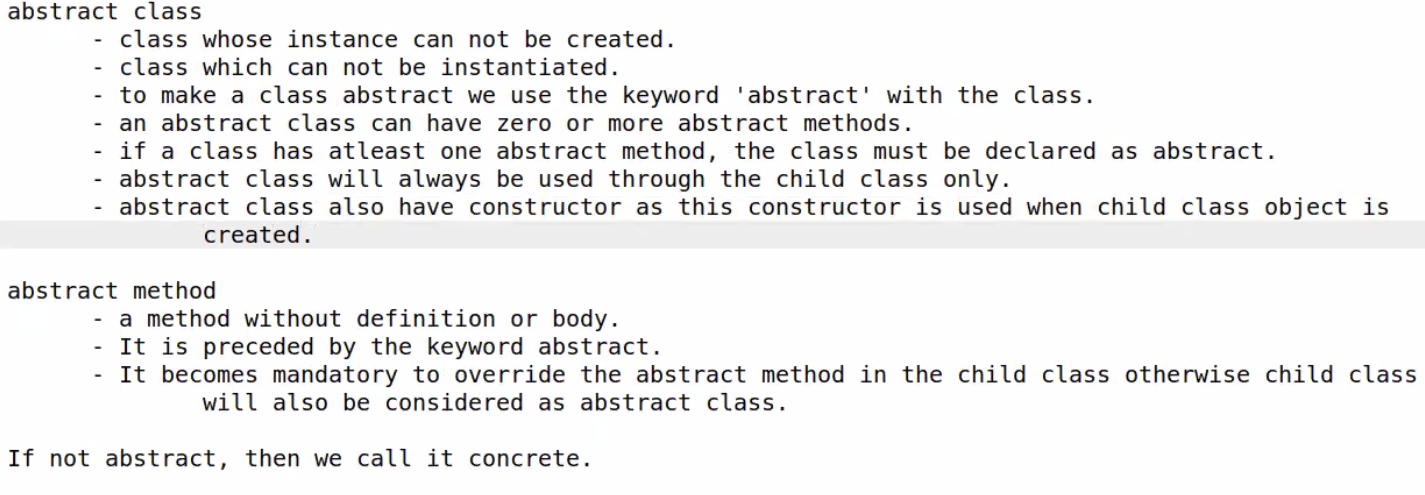 abstract class
- class whose instance can not be created.
- class which can not be instantiated.
- to make a class abstract we use the keyword 'abstract' with the class.
- an abstract class can have zero or more abstract methods.
- if a class has atleast one abstract method, the class must be declared as abstract.
- abstract class will always be used through the child class only.
- abstract class also have constructor as this constructor is used when child class object is
created.
abstract method
- a method without definition or body.
- It is preceded by the keyword abstract.
- It becomes mandatory to override the abstract method in the child class otherwise child class
will also be considered as abstract class.
If not abstract, then we call it concrete.